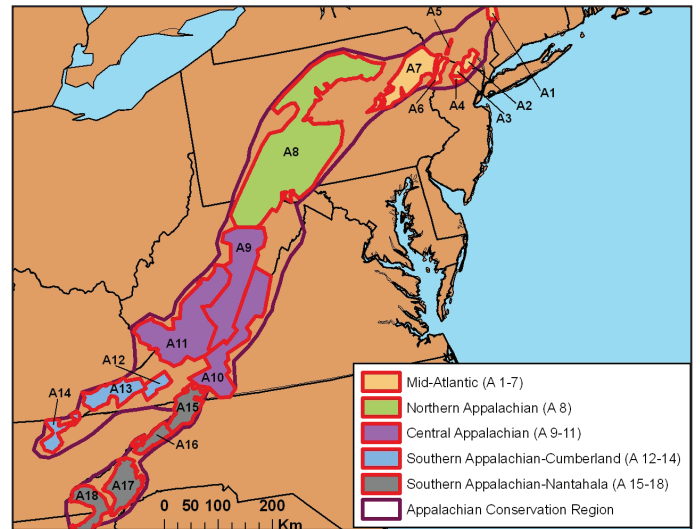 A5
A7
A1
A2
A6
A4
A3
A8
A9
A11
A12
A10
A14
A13
A15
A16
A17
A18
0 50 100 200
Km
Mid-Atlantic (A 1-7)
Northern Appalachian (A 8)
Central Appalachian (A 9-11)
Southern Appalachian-Cumberland (A 12-14)
Southern Appalachian-Nantahala (A 15-18)
Appalachian Conservation Region